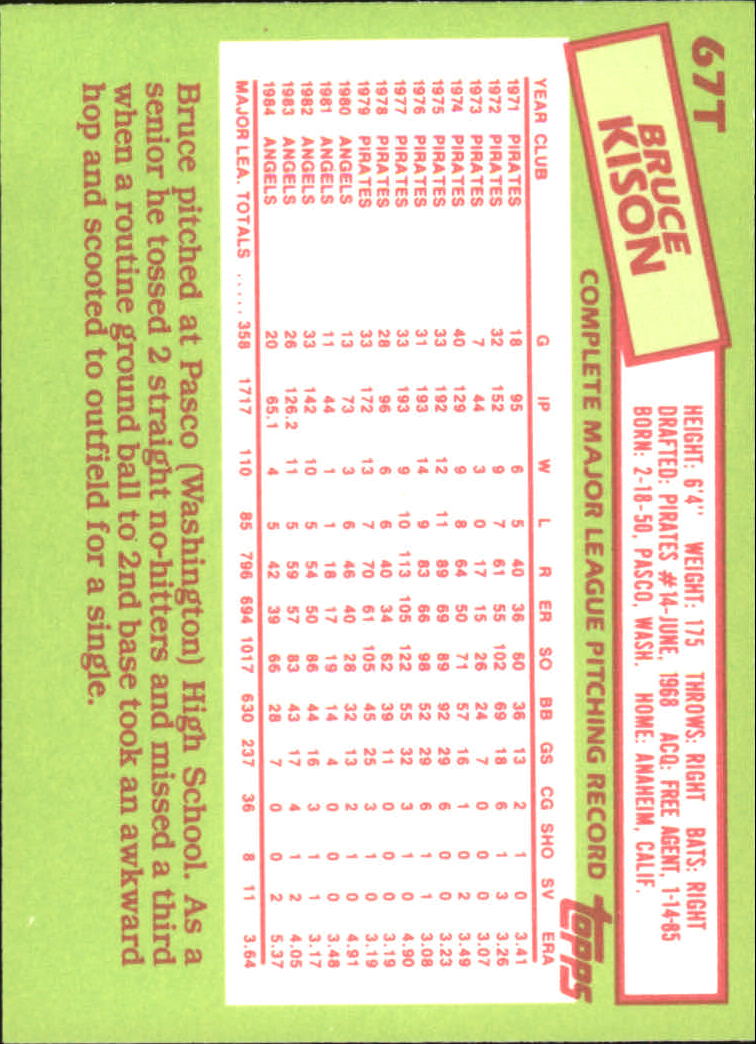 67T
BRUCE
KISON
HEIGHT: 6'4" WEIGHT: 175 THROWS: RIGHT BATS: RIGHT
DRAFTED: PIRATES #14-JUNE, 1968 ACQ: FREE AGENT, 1-14-85
BORN: 2-18-50, PASCO, WASH. HOME: ANAHEIM, CALIF.
COMPLETE MAJOR LEAGUE PITCHING RECORD topps
YEAR CLUB G IP W L R ER SO BB GS CG SHO SV ERA
1971 PIRATES 18 95 6 5 40 36 60 36 13 2 1 0 3.41
1972 PIRATES 32 152 9 7 61 55 102 69 18 6 1 3 3.26
1973 PIRATES 7 44 3 0 17 15 26 24 7 0 0 0 3.07
1974 PIRATES 40 129 9 8 64 50 71 57 16 1 0 2 3.49
1975 PIRATES 33 192 12 11 89 69 89 92 29 6 0 0 3.23
1976 PIRATES 31 193 14 9 83 66 98 52 29 6 1 1 3.08
1977 PIRATES 33 193 9 10 113 105 122 55 32 3 1 0 4.90
1978 PIRATES 28 96 6 6 40 34 62 39 11 0 0 0 3.19
1979 PIRATES 33 172 13 7 70 61 105 45 25 3 1 0 3.19
1980 ANGELS 13 73 3 6 46 40 28 32 13 2 1 0 4.91
1981 ANGELS 11 44 1 1 18 17 19 14 4 0 0 0 3.48
1982 ANGELS 33 142 10 5 54 50 86 44 16 3 1 1 3.17
1983 ANGELS 26 126.2 11 5 59 57 83 43 17 4 1 2 4.05
1984 ANGELS 20 65.1 4 5 42 39 66 28 7 0 0 2 5.37
MAJOR LEA. TOTALS ..... 358 1717 110 85 796 694 1017 630 237 36 8 11 3.64
Bruce pitched at Pasco (Washington) High School. As a
senior he tossed 2 straight no-hitters and missed a third
when a routine ground ball to 2nd base took an awkward
hop and scooted to outfield for a single.